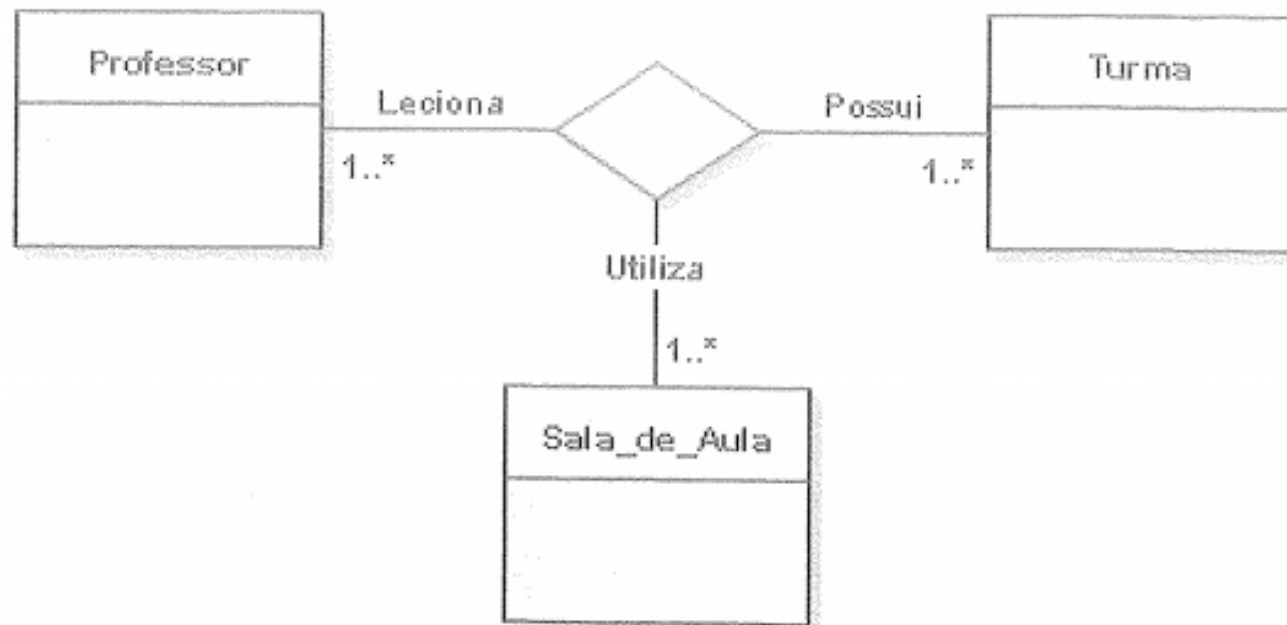 Professor
Turma
Leciona
Possui
1..*
1..*
Utiliza
1..*
Sala_de_Aula